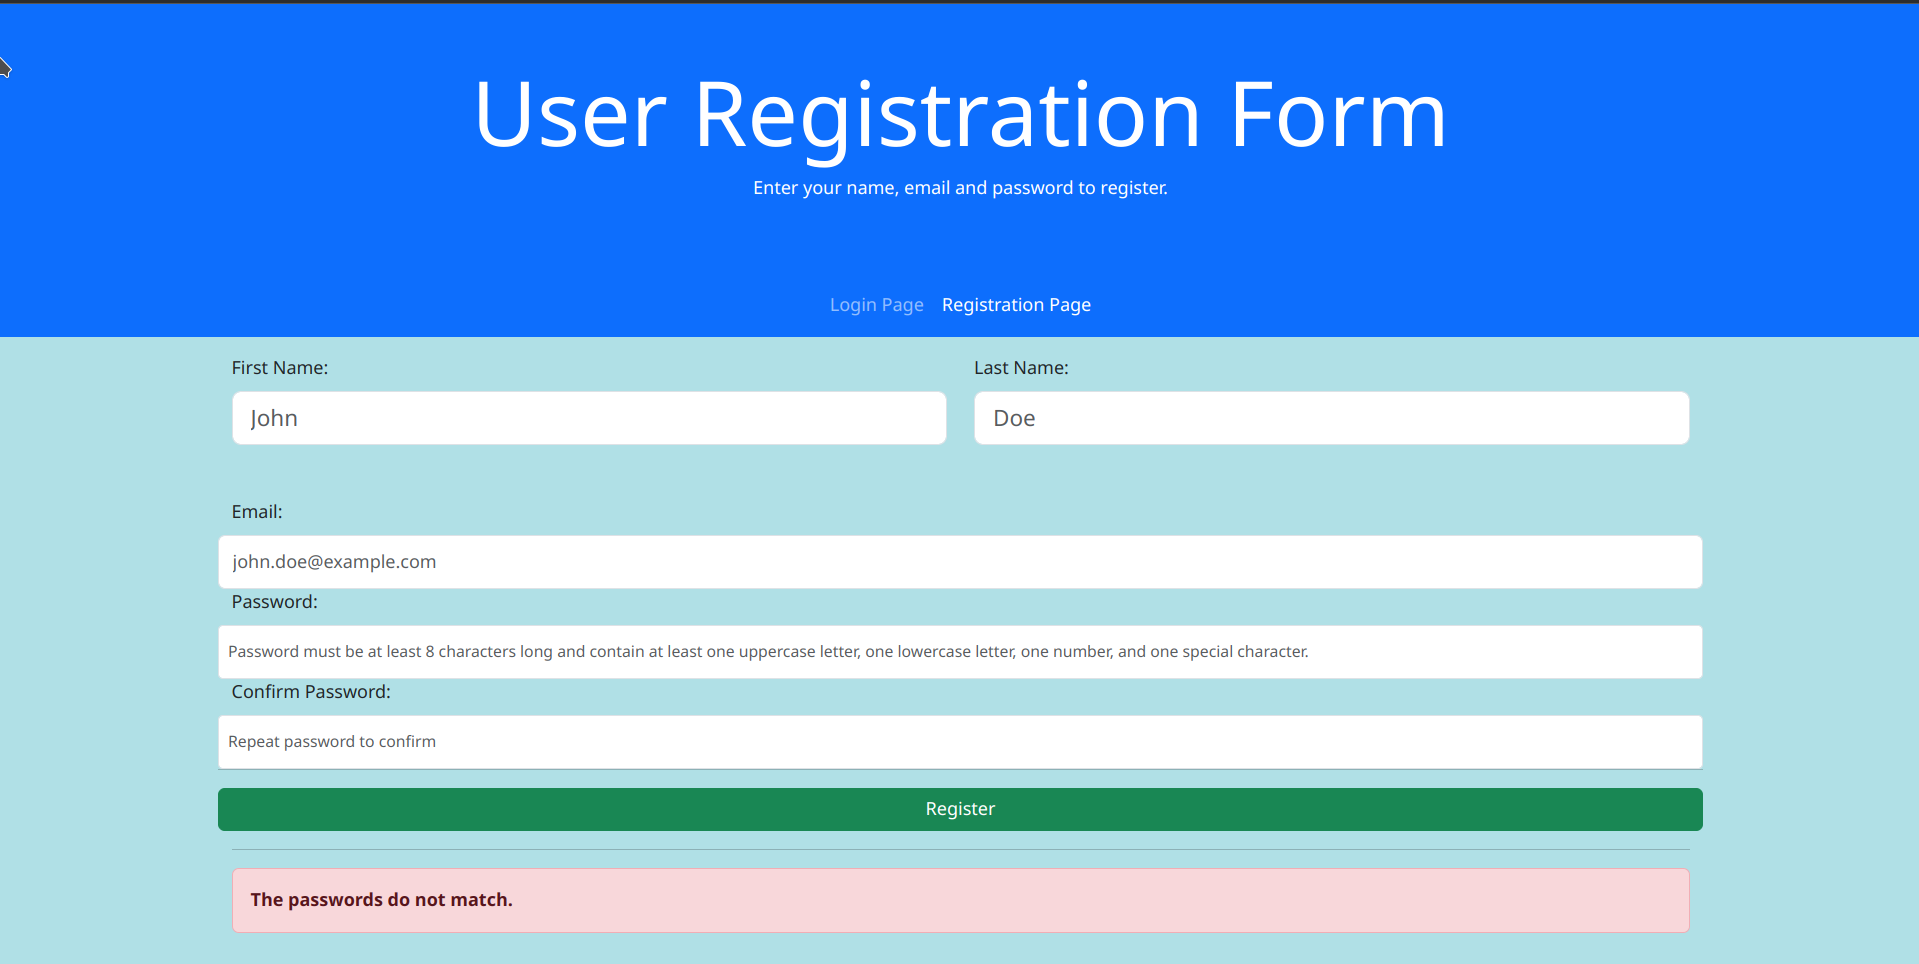 User Registration Form
Enter your name, email and password to register.
Login Page Registration Page
First Name: Last Name:
John Doe
Email:
john.doe@example.com
Password:
Password must be at least 8 characters long and contain at least one uppercase letter, one lowercase letter, one number, and one special character.
Confirm Password:
Repeat password to confirm
Register
The passwords do not match.